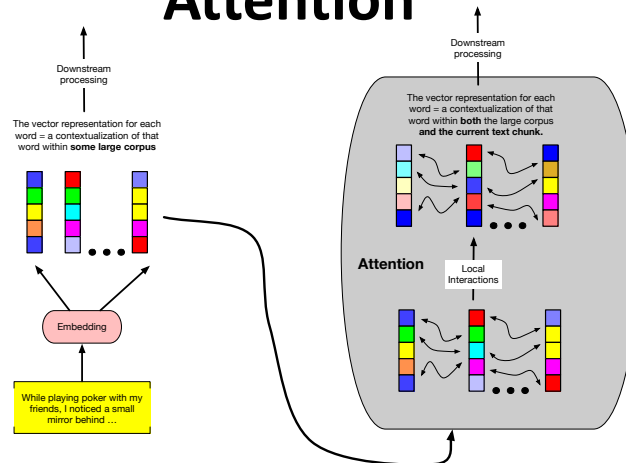 Attention
Downstream
processing
The vector representation for each
word = a contextualization of that
word within some large corpus
Embedding
While playing poker with my
friends, I noticed a small
mirror behind …
Downstream
processing
The vector representation for each
word = a contextualization of that
word within both the large corpus
and the current text chunk.
Attention
Local
Interactions